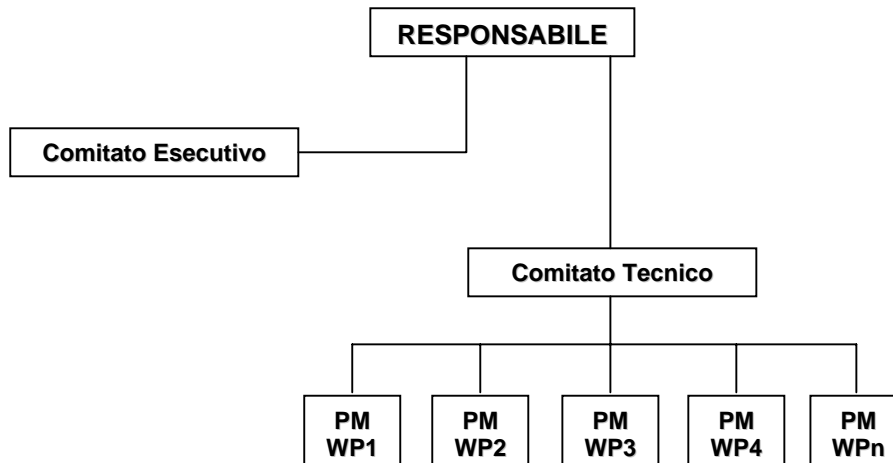 RESPONSABILE
Comitato Esecutivo
Comitato Tecnico
PM
WP1
PM
WP2
PM
WP3
PM
WP4
PM
WPn